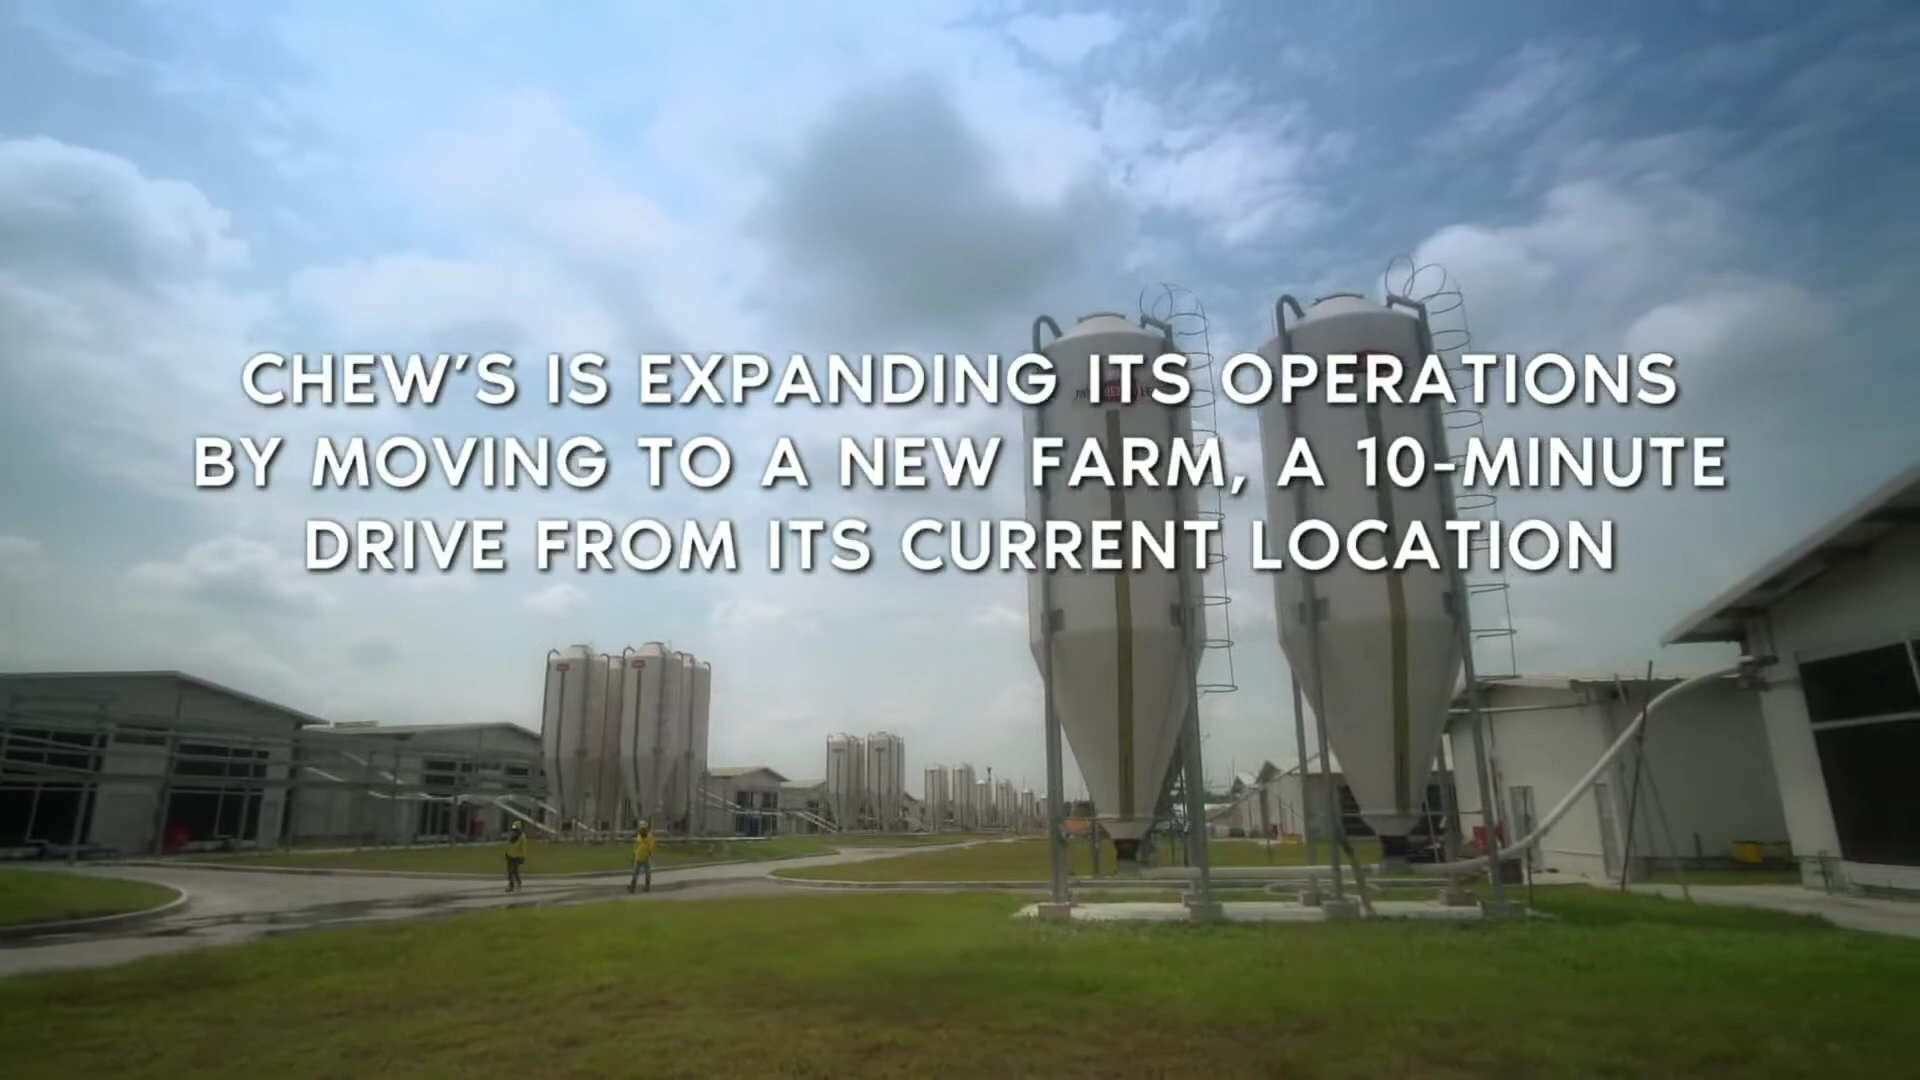 CHEW'S IS EXPANDING ITS OPERATIONS
BY MOVING TO A NEW FARM, A 10-MINUTE
DRIVE FROM ITS CURRENT LOCATION